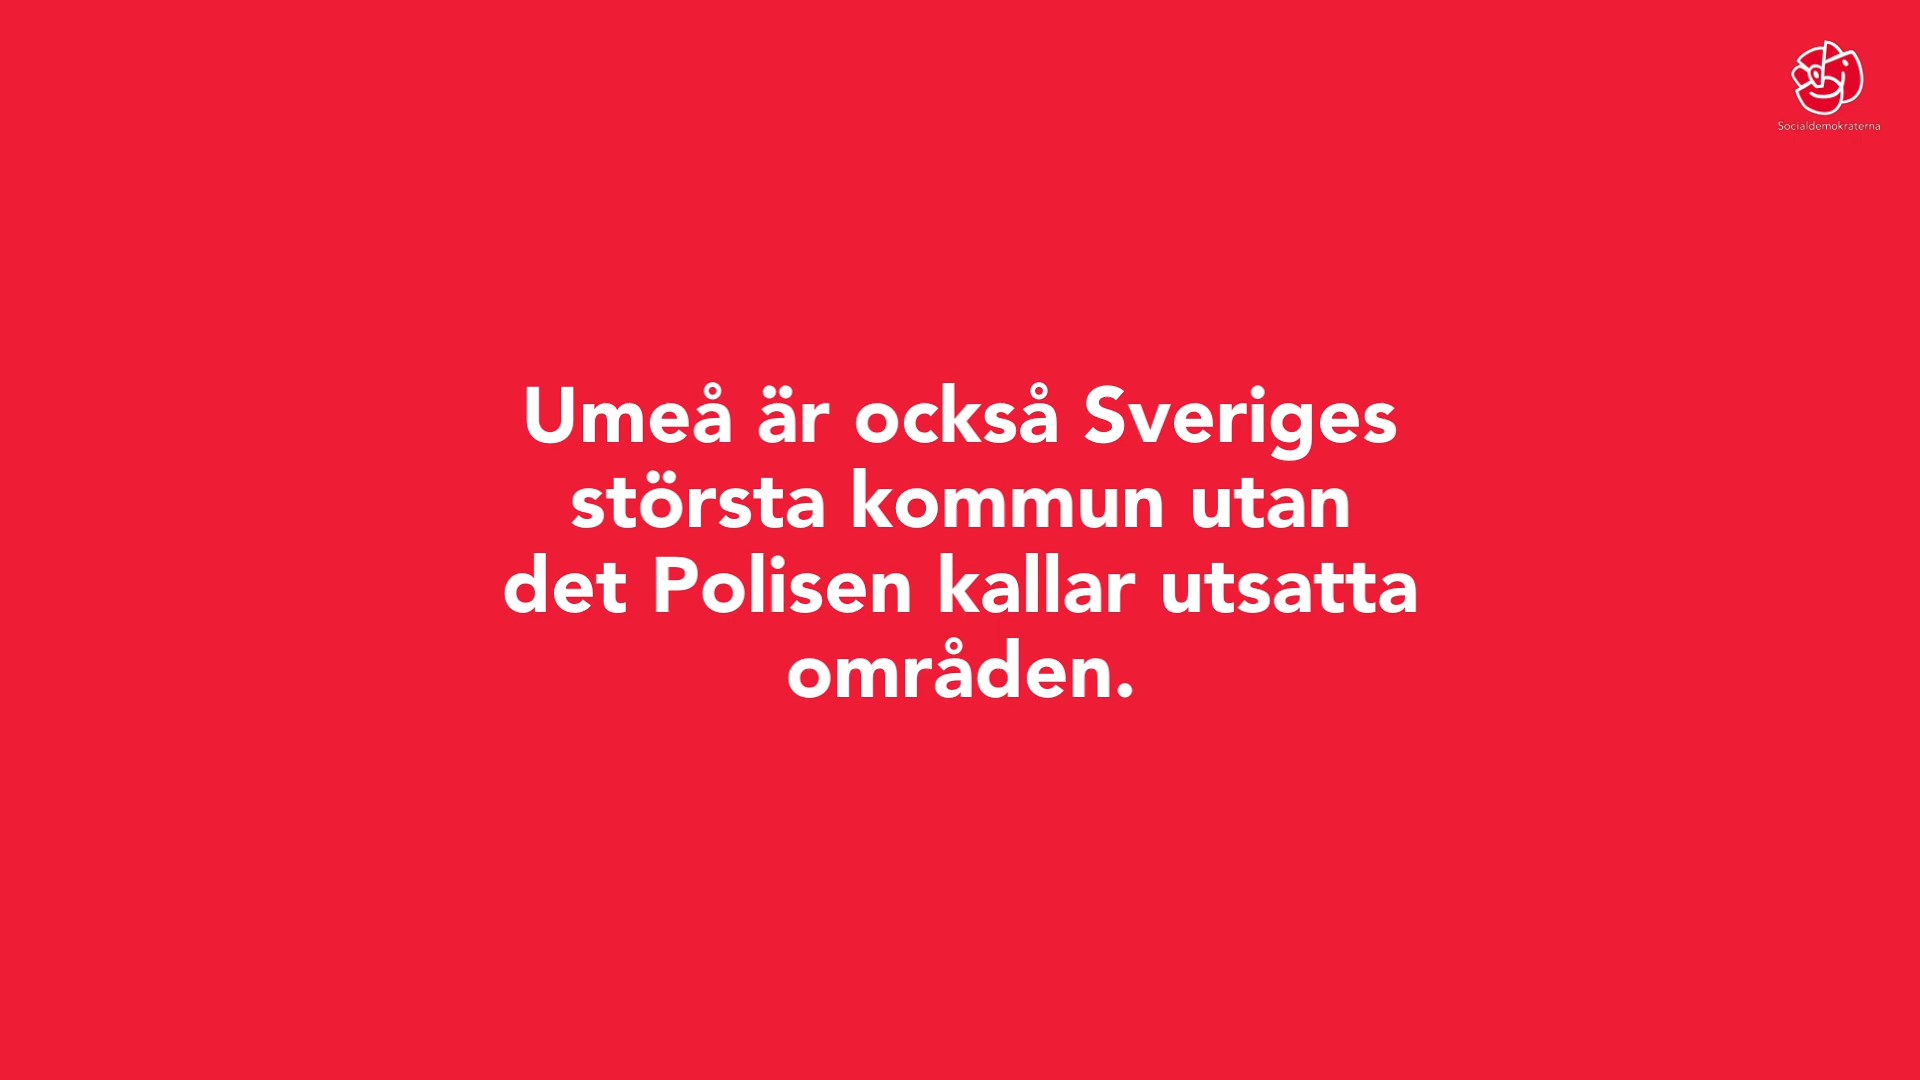 Socialdemokraterna
Umeå är också Sveriges
största kommun utan
det Polisen kallar utsatta
områden.